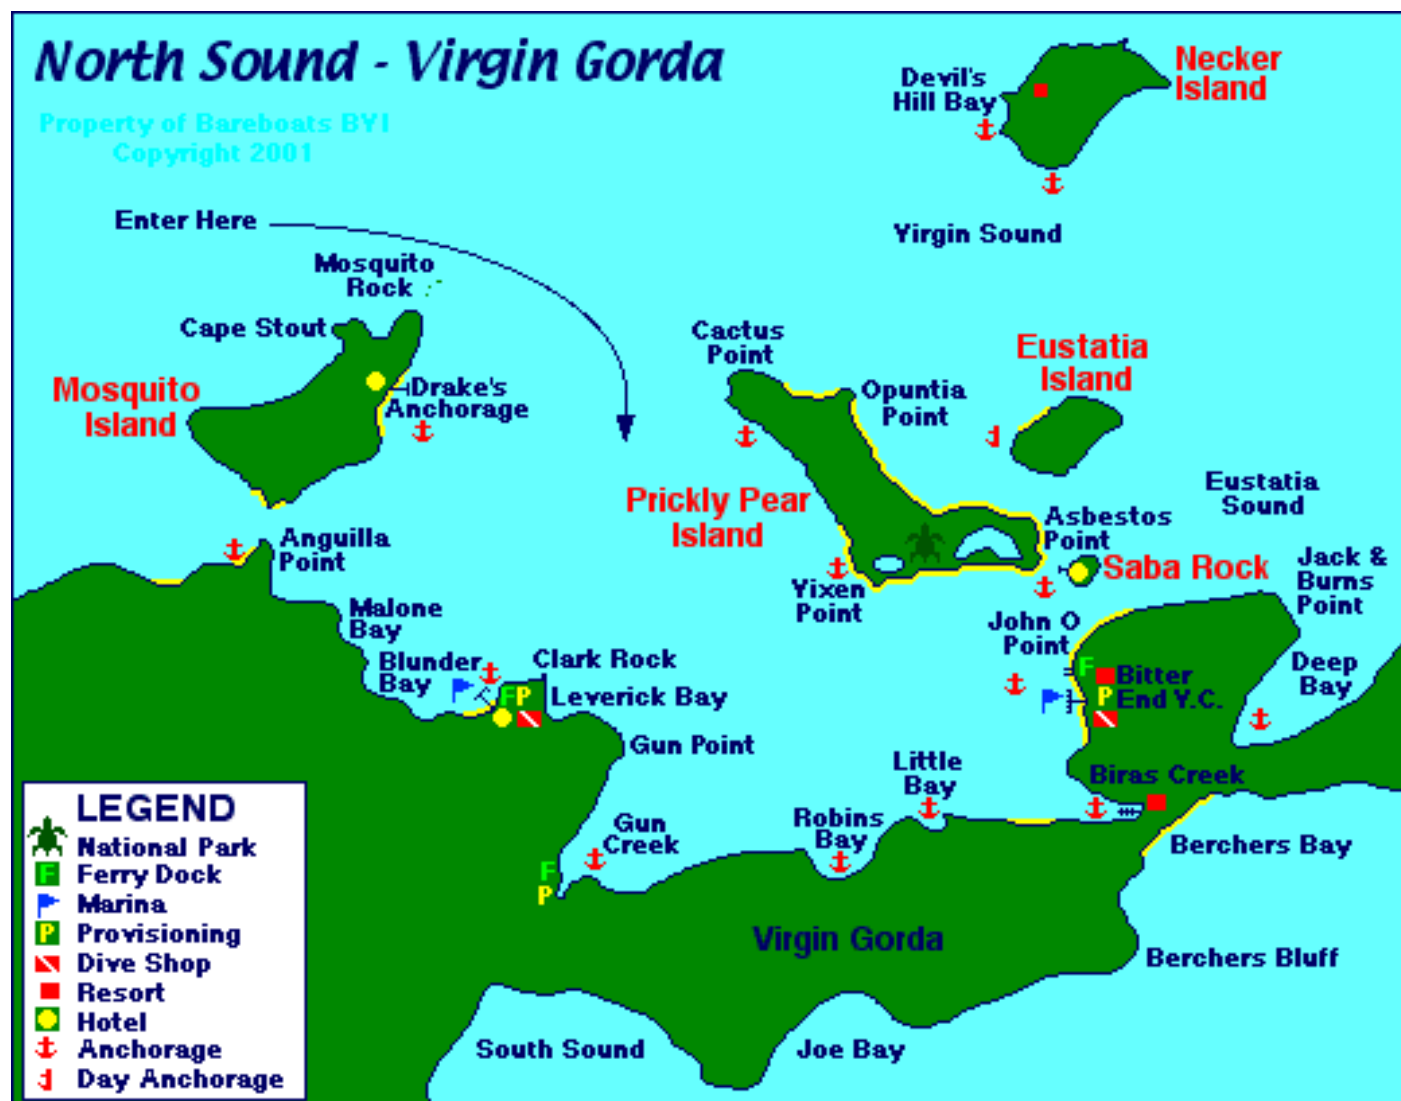 North Sound - Virgin Gorda
Property of Bareboats BVI
Copyright 2001
Necker
Island
Devil's
Hill Bay
Enter Here
Virgin Sound
Mosquito
Rock
Cape Stout
Cactus
Point
Eustatia
Island
Mosquito
Island
Drake's
Anchorage
Opuntia
Point
Eustatia
Sound
Prickly Pear
Island
Asbestos
Point
Anguilla
Point
Saba Rock
Jack &
Burns
Point
Vixen
Point
Malone
Bay
John O
Point
Blunder
Bay
Clark Rock
Deep
Bay
F
Bitter
FP
Leverick Bay
P
End Y.C.
Gun Point
Little
Bay
Biras Creek
LEGEND
National Park
F Ferry Dock
Marina
P Provisioning
Dive Shop
Resort
Hotel
Anchorage
Day Anchorage
Gun
Creek
Robins
Bay
Berchers Bay
F
P
Virgin Gorda
Berchers Bluff
South Sound
Joe Bay